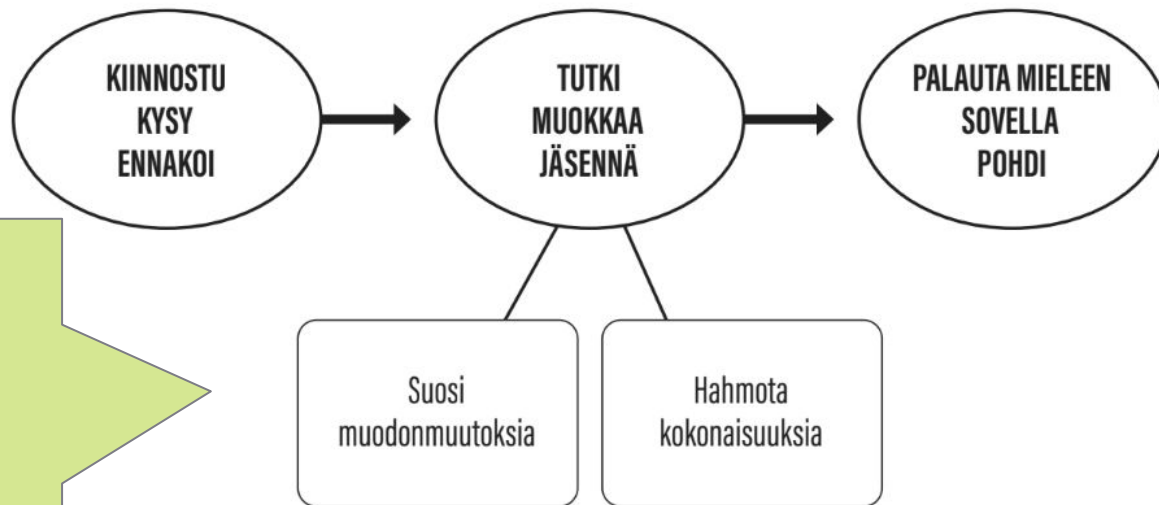 KIINNOSTU
KYSY
ENNAKOI
TUTKI
MUOKKAA
JÄSENNÄ
PALAUTA MIELEEN
SOVELLA
POHDI
Suosi
muodonmuutoksia
Hahmota
kokonaisuuksia